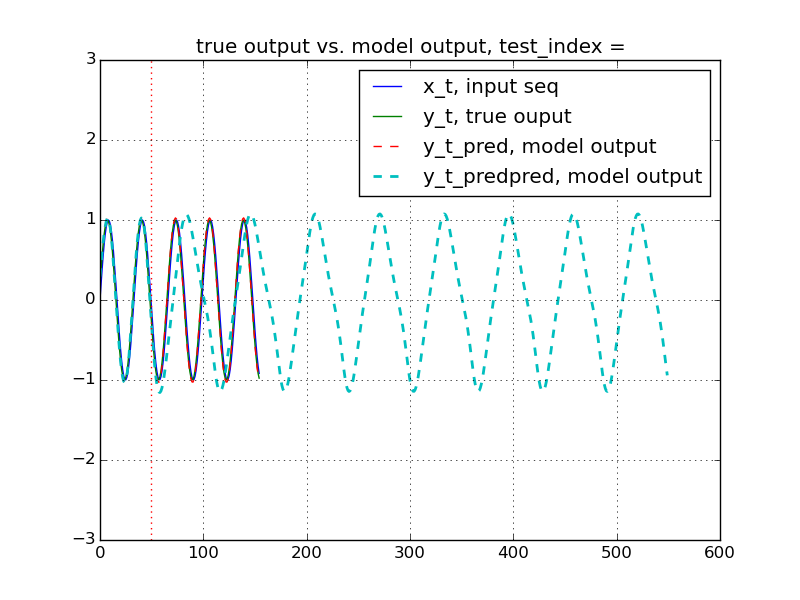 true output vs. model output, test_index =
x_t, input seq
y_t, true ouput
y_t_pred, model output
y_t_predpred, model output
3
2
1
0
−1
−2
−3
0 100 200 300 400 500 600